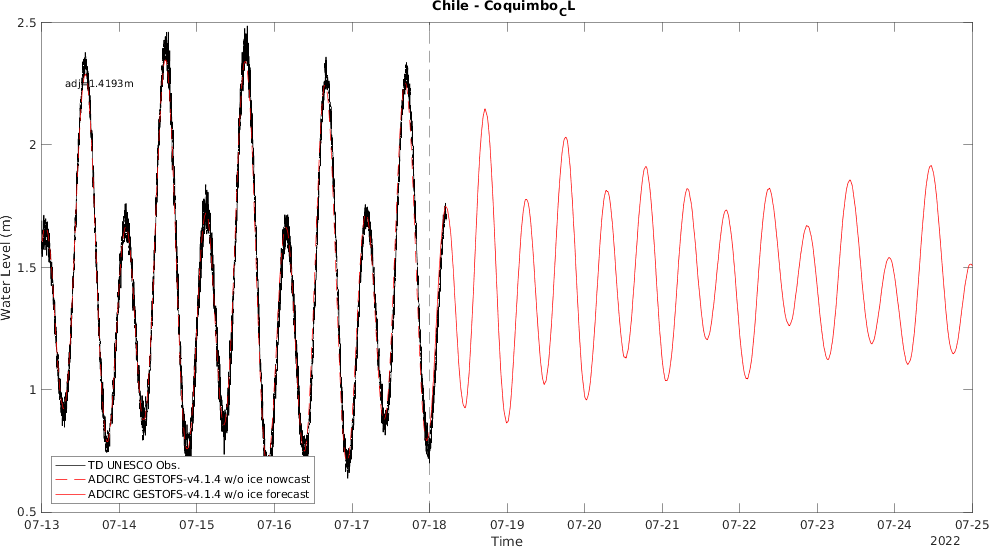 Chile - Coquimbo_CL
2.5
2
1.5
1
0.5
Water Level (m)
adj=1.4193m
TD UNESCO Obs.
ADCIRC GESTOFS-v4.1.4 w/o ice nowcast
ADCIRC GESTOFS-v4.1.4 w/o ice forecast
07-13 07-14 07-15 07-16 07-17 07-18 07-19 07-20 07-21 07-22 07-23 07-24 07-25
Time
2022